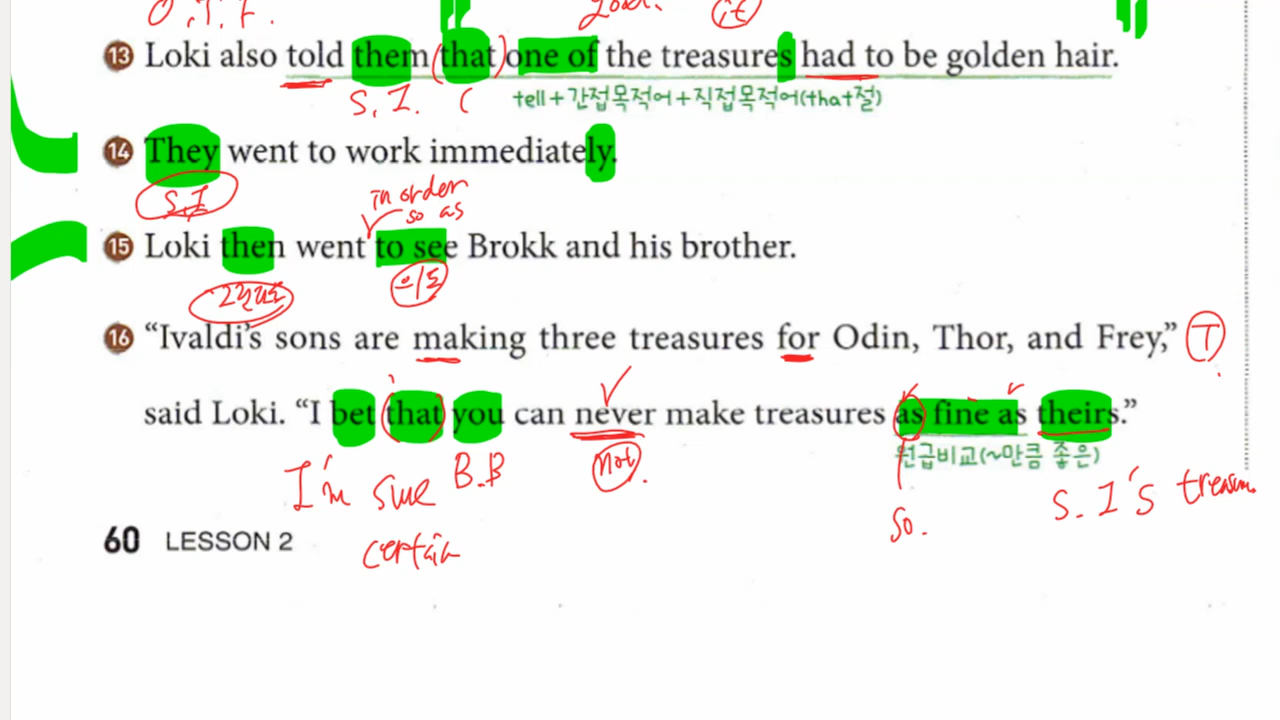 O.I.F.
(it)
⑬ Loki also told them (that) one of the treasures had to be golden hair.
S. I. (
tell+간접목적어+직접목적어(that절)
⑭ They went to work immediately.
S.I
in order
so as
⑮ Loki then went to see Brokk and his brother.
의도
⑯ “Ivaldi’s sons are making three treasures for Odin, Thor, and Frey,” T
said Loki. “I bet (that) you can never make treasures as fine as theirs.”
원급비교(~만큼 좋은)
I'm sure
B.B
not.
so.
S. I's
certain
60 LESSON 2